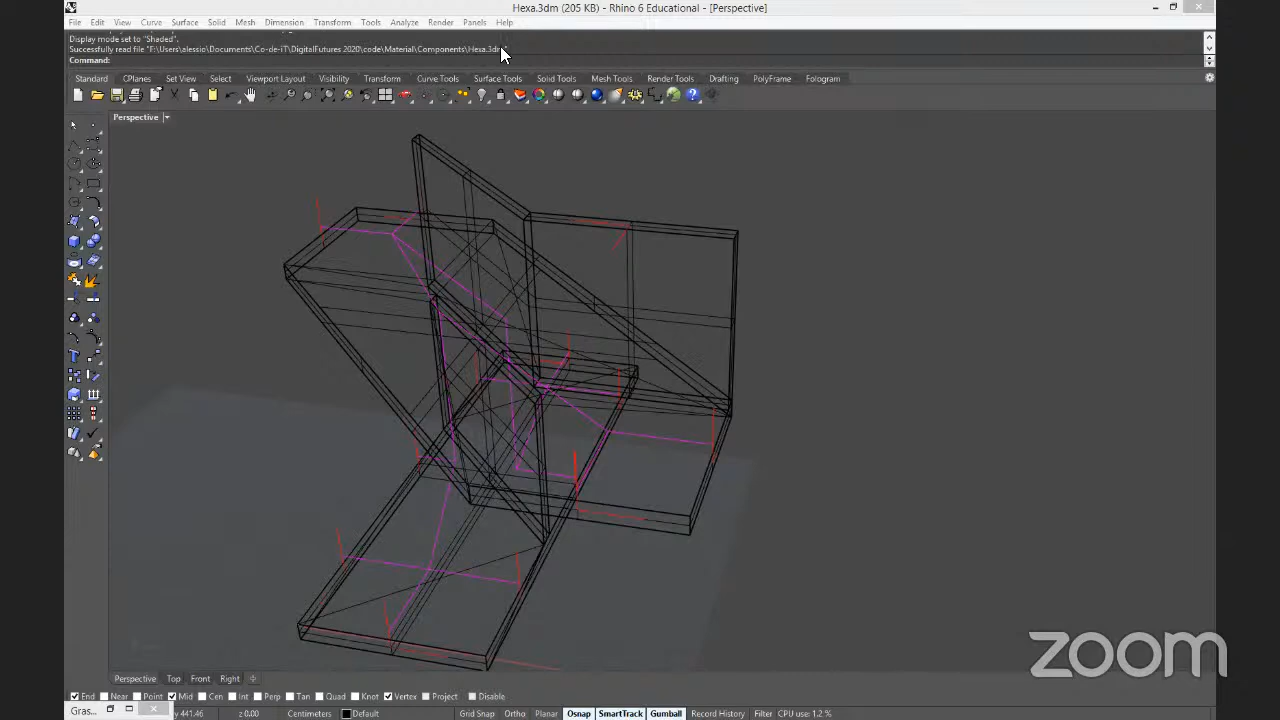 Hexa.3dm (205 KB) - Rhino 6 Educational - [Perspective]
File Edit View Curve Surface Solid Mesh Dimension Transform Tools Analyze Render Panels Help
Display mode set to "Shaded".
Successfully read file "F:\Users\alessio\Documents\Co-de-iT\DigitalFutures 2020\code\Material\Components\Hexa.3dm"
Command:
Standard CPlanes Set View Select Viewport Layout Visibility Transform Curve Tools Surface Tools Solid Tools Mesh Tools Render Tools Drafting PolyFrame Fologram
Perspective
zoom
Perspective Top Front Right
End Near Point Mid Cen Int Perp Tan Quad Knot Vertex Project Disable
Gras... y 441.46 z 0.00 Centimeters Default Grid Snap Ortho Planar Osnap SmartTrack Gumball Record History Filter CPU use: 1.2 %